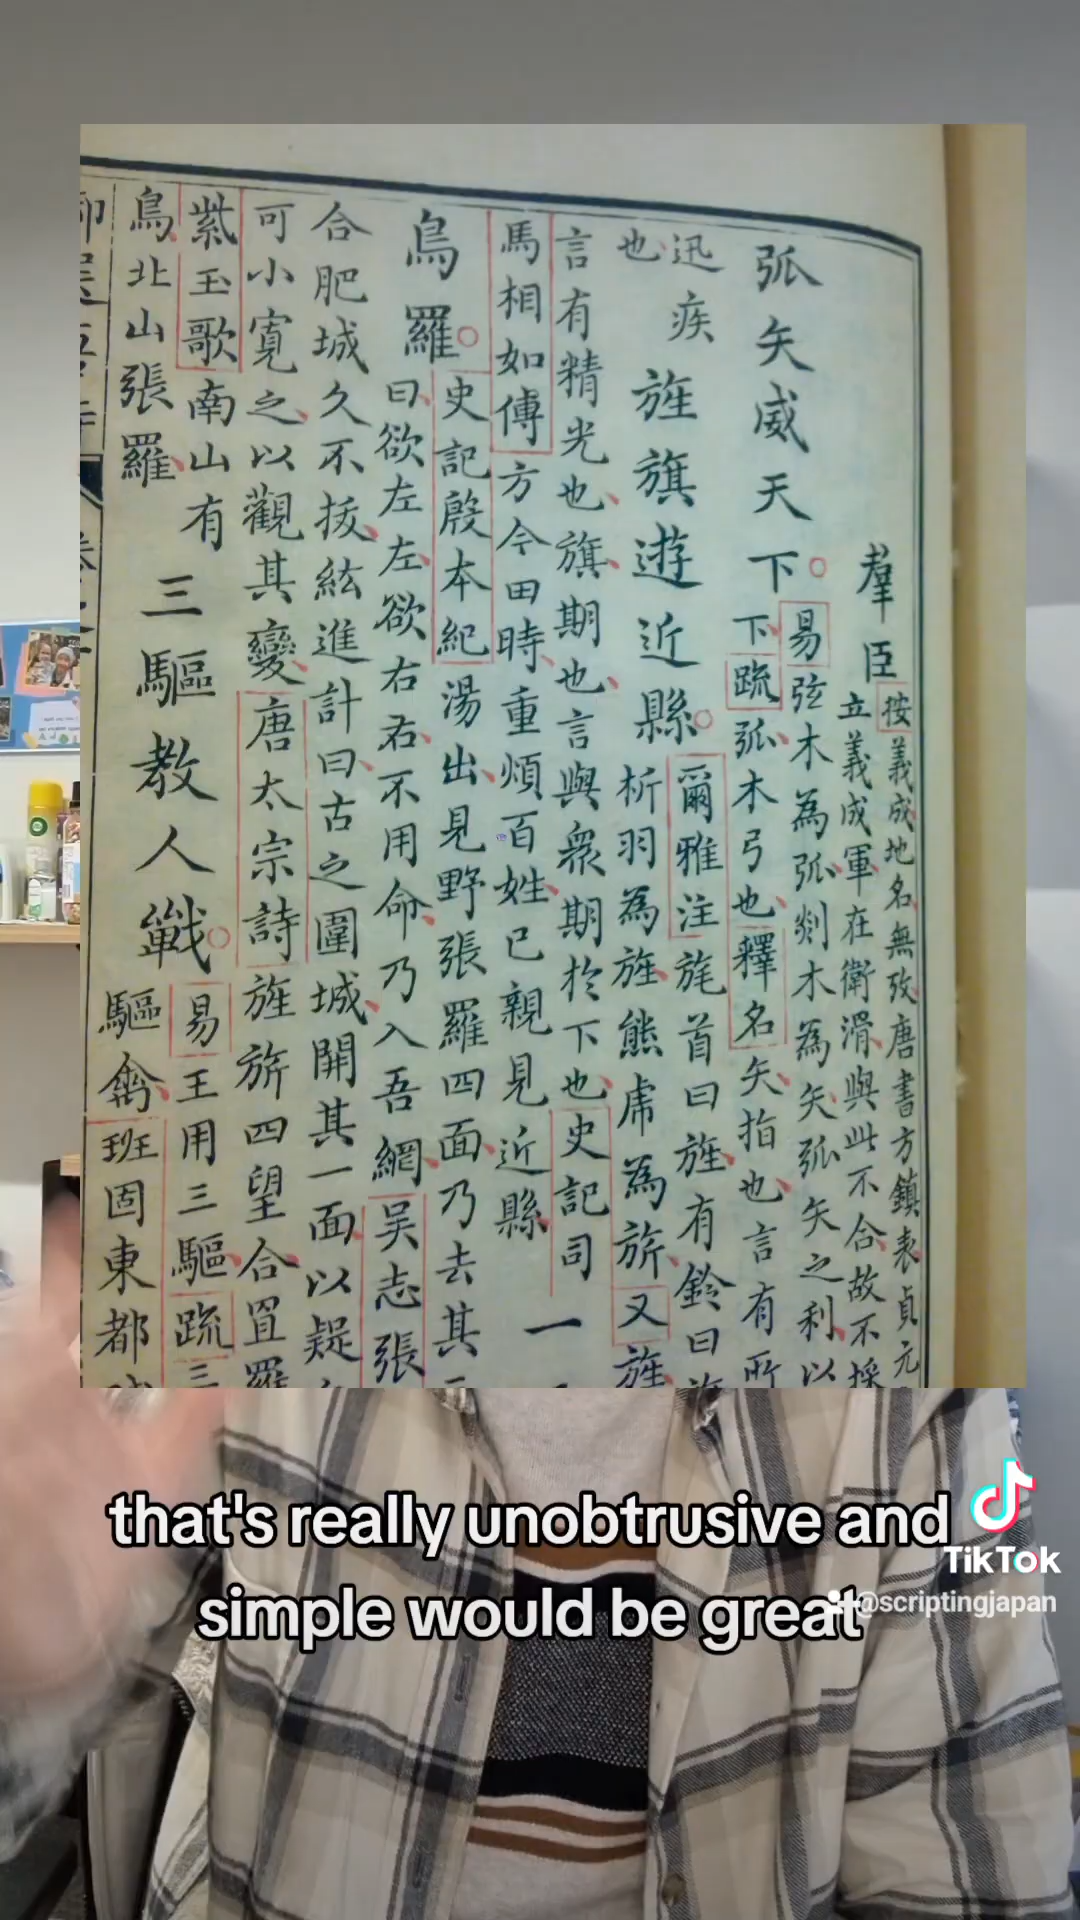 羣臣
按義成地名無攷唐書方鎮表貞元
立義成軍在衛滑與此不合故不採
弧矢威天下
易弦木為弧剡木為矢弧矢之利以
下疏弧木弓也釋名矢指也言有所
迅疾
也
旌旗遊近縣
爾雅注旄首曰旌有鈴曰
析羽為旌熊虎為旂又旌
言有精光也旗期也言與衆期於下也史記司
馬相如傅方今田時重煩百姓已親見近縣
一
鳥羅
史記殷本紀湯出見野張羅四面乃去其
曰欲左左欲右右不用命乃入吾網吳志張
合肥城久不拔紘進計曰古之圍城開其一面以疑
可小寬之以觀其變唐太宗詩旌旂四望合罝羅
紫玉歌南山有
鳥北山張羅
三驅教人戰
易王用三驅疏三
驅禽班固東都
that's really unobtrusive and
simple would be great
TikTok
@scriptingjapan